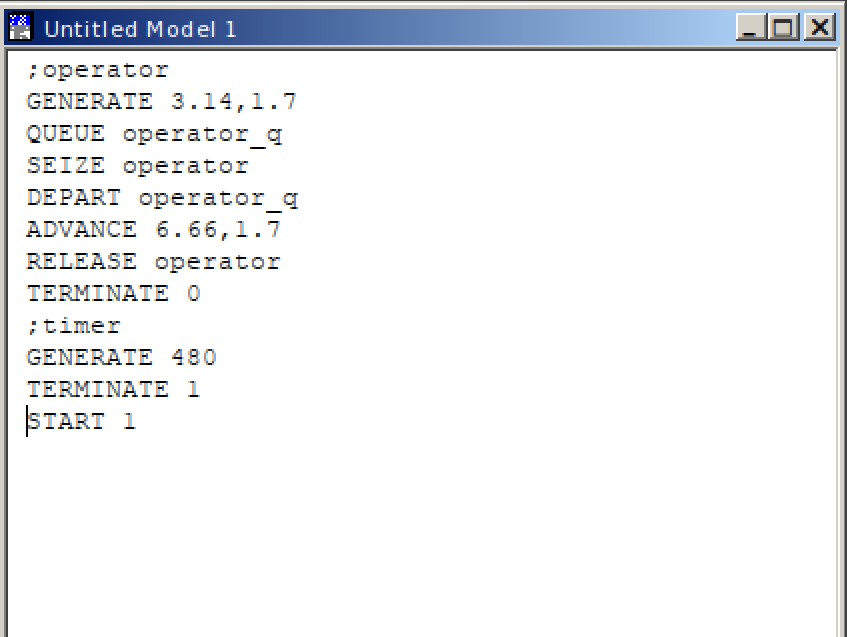 Untitled Model 1
;operator
GENERATE 3.14,1.7
QUEUE operator_q
SEIZE operator
DEPART operator_q
ADVANCE 6.66,1.7
RELEASE operator
TERMINATE 0
;timer
GENERATE 480
TERMINATE 1
START 1